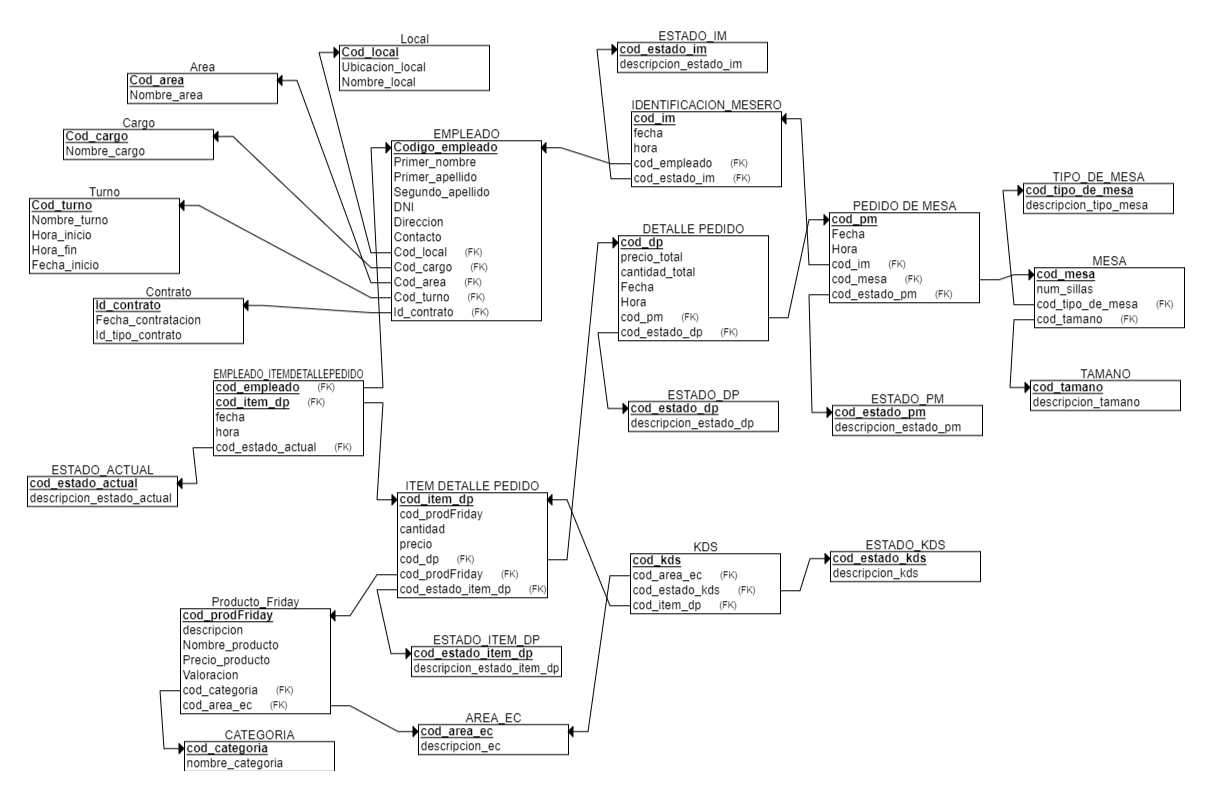 Local
Cod_local
Ubicacion_local
Nombre_local
Area
Cod_area
Nombre_area
Cargo
Cod_cargo
Nombre_cargo
Turno
Cod_turno
Nombre_turno
Hora_inicio
Hora_fin
Fecha_inicio
Contrato
Id_contrato
Fecha_contratacion
Id_tipo_contrato
EMPLEADO
Codigo_empleado
Primer_nombre
Primer_apellido
Segundo_apellido
DNI
Direccion
Contacto
Cod_local (FK)
Cod_cargo (FK)
Cod_area (FK)
Cod_turno (FK)
Id_contrato (FK)
ESTADO_IM
cod_estado_im
descripcion_estado_im
IDENTIFICACION_MESERO
cod_im
fecha
hora
cod_empleado (FK)
cod_estado_im (FK)
DETALLE PEDIDO
cod_dp
precio_total
cantidad_total
Fecha
Hora
cod_pm (FK)
cod_estado_dp (FK)
PEDIDO DE MESA
cod_pm
Fecha
Hora
cod_im (FK)
cod_mesa (FK)
cod_estado_pm (FK)
TIPO_DE_MESA
cod_tipo_de_mesa
descripcion_tipo_mesa
MESA
cod_mesa
num_sillas
cod_tipo_de_mesa (FK)
cod_tamano (FK)
TAMANO
cod_tamano
descripcion_tamano
ESTADO_DP
cod_estado_dp
descripcion_estado_dp
ESTADO_PM
cod_estado_pm
descripcion_estado_pm
EMPLEADO_ITEMDETALLEPEDIDO
cod_empleado (FK)
cod_item_dp (FK)
fecha
hora
cod_estado_actual (FK)
ESTADO_ACTUAL
cod_estado_actual
descripcion_estado_actual
ITEM DETALLE PEDIDO
cod_item_dp
cod_prodFriday
cantidad
precio
cod_dp (FK)
cod_prodFriday (FK)
cod_estado_item_dp (FK)
KDS
cod_kds
cod_area_ec (FK)
cod_estado_kds (FK)
cod_item_dp (FK)
ESTADO_KDS
cod_estado_kds
descripcion_kds
Producto_Friday
cod_prodFriday
descripcion
Nombre_producto
Precio_producto
Valoracion
cod_categoria (FK)
cod_area_ec (FK)
ESTADO_ITEM_DP
cod_estado_item_dp
descripcion_estado_item_dp
AREA_EC
cod_area_ec
descripcion_ec
CATEGORIA
cod_categoria
nombre_categoria